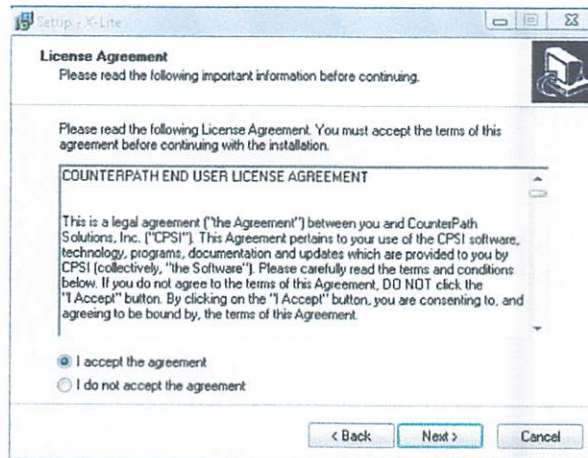 Setup - X-Lite
License Agreement
Please read the following important information before continuing.
Please read the following License Agreement. You must accept the terms of this
agreement before continuing with the installation.
COUNTERPATH END USER LICENSE AGREEMENT
This is a legal agreement ("the Agreement") between you and CounterPath
Solutions, Inc. ("CPSI"). This Agreement pertains to your use of the CPSI software,
technology, programs, documentation and updates which are provided to you by
CPSI (collectively, "the Software"). Please carefully read the terms and conditions
below. If you do not agree to the terms of this Agreement, DO NOT click the
"I Accept" button. By clicking on the "I Accept" button, you are consenting to, and
agreeing to be bound by, the terms of this Agreement.
I accept the agreement
I do not accept the agreement
< Back Next > Cancel